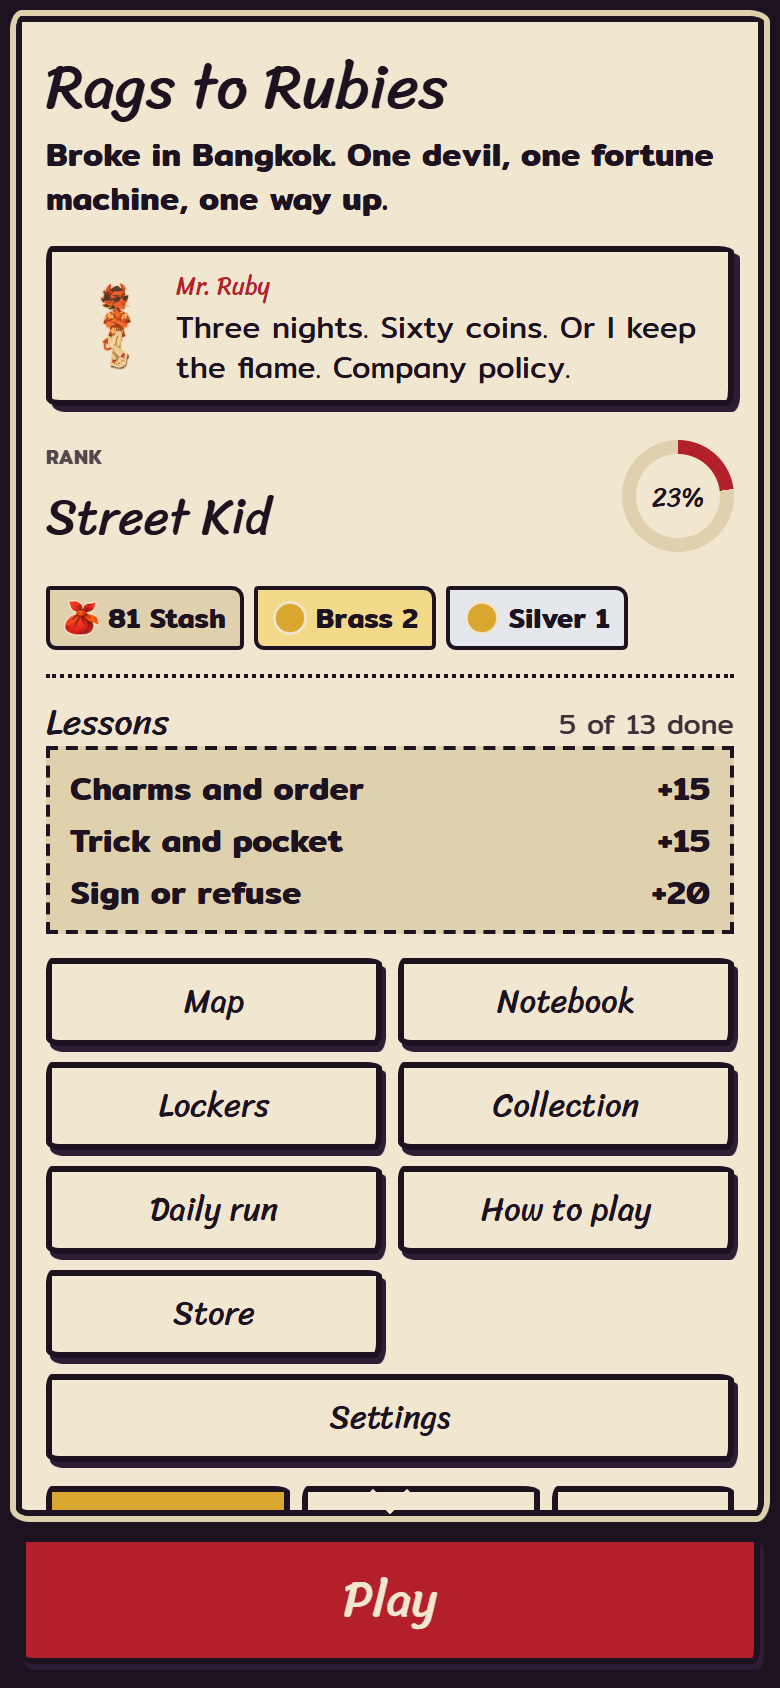 Rags to Rubies
Broke in Bangkok. One devil, one fortune
machine, one way up.
Mr. Ruby
Three nights. Sixty coins. Or I keep
the flame. Company policy.
RANK
Street Kid
23%
81 Stash
Brass 2
Silver 1
Lessons
5 of 13 done
Charms and order +15
Trick and pocket +15
Sign or refuse +20
Map
Notebook
Lockers
Collection
Daily run
How to play
Store
Settings
Play